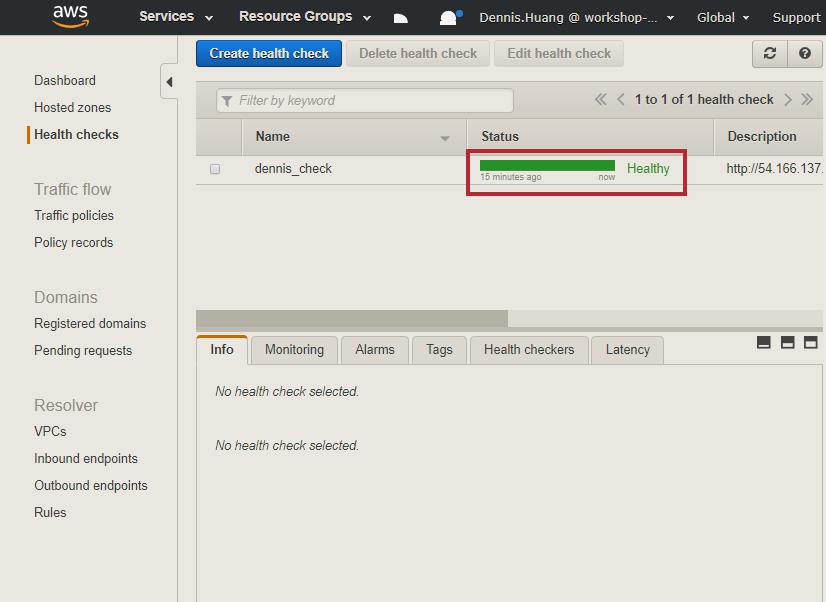 aws Services Resource Groups Dennis.Huang @ workshop-... Global Support
Create health check Delete health check Edit health check
Dashboard
Hosted zones
Health checks
Traffic flow
Traffic policies
Policy records
Domains
Registered domains
Pending requests
Resolver
VPCs
Inbound endpoints
Outbound endpoints
Rules
Filter by keyword 1 to 1 of 1 health check
Name Status Description
dennis_check Healthy http://54.166.137.
15 minutes ago now
Info Monitoring Alarms Tags Health checkers Latency
No health check selected.
No health check selected.